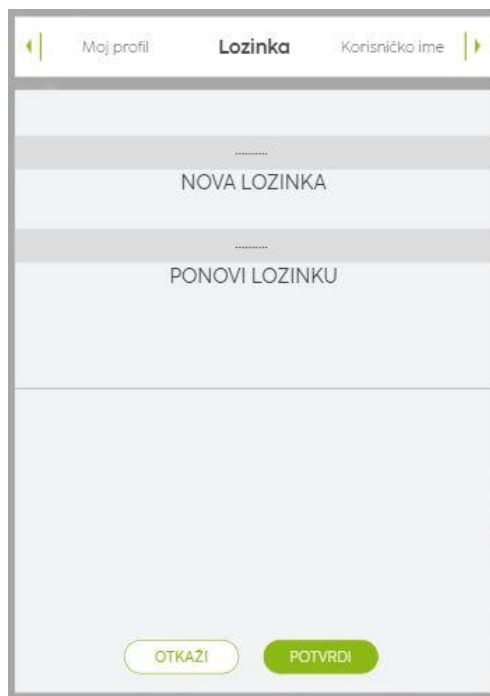 Moj profil Lozinka Korisničko ime
..........
NOVA LOZINKA
..........
PONOVI LOZINKU
OTKAŽI POTVRDI